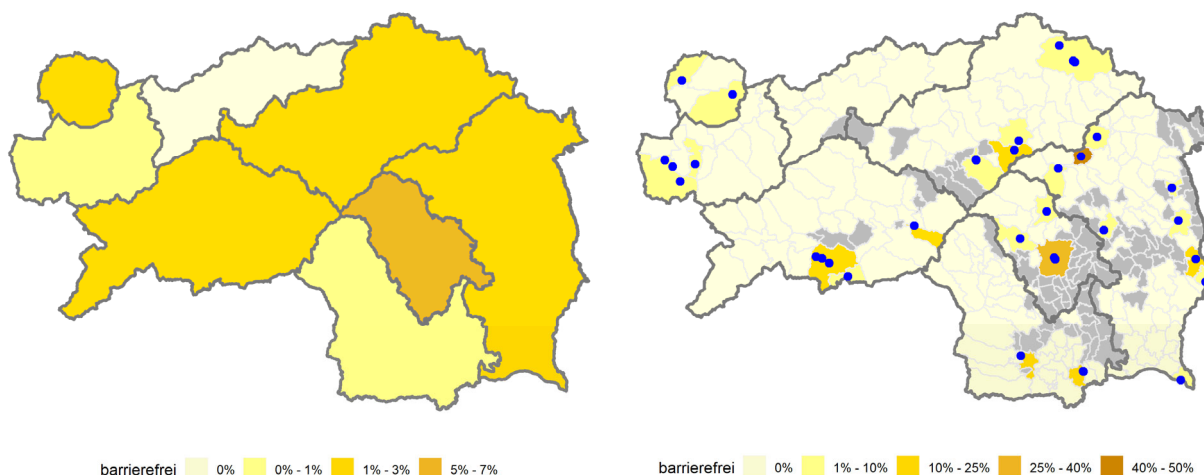 barrierefrei 0% 0% - 1% 1% - 3% 5% - 7%
barrierefrei 0% 1% - 10% 10% - 25% 25% - 40% 40% - 50%